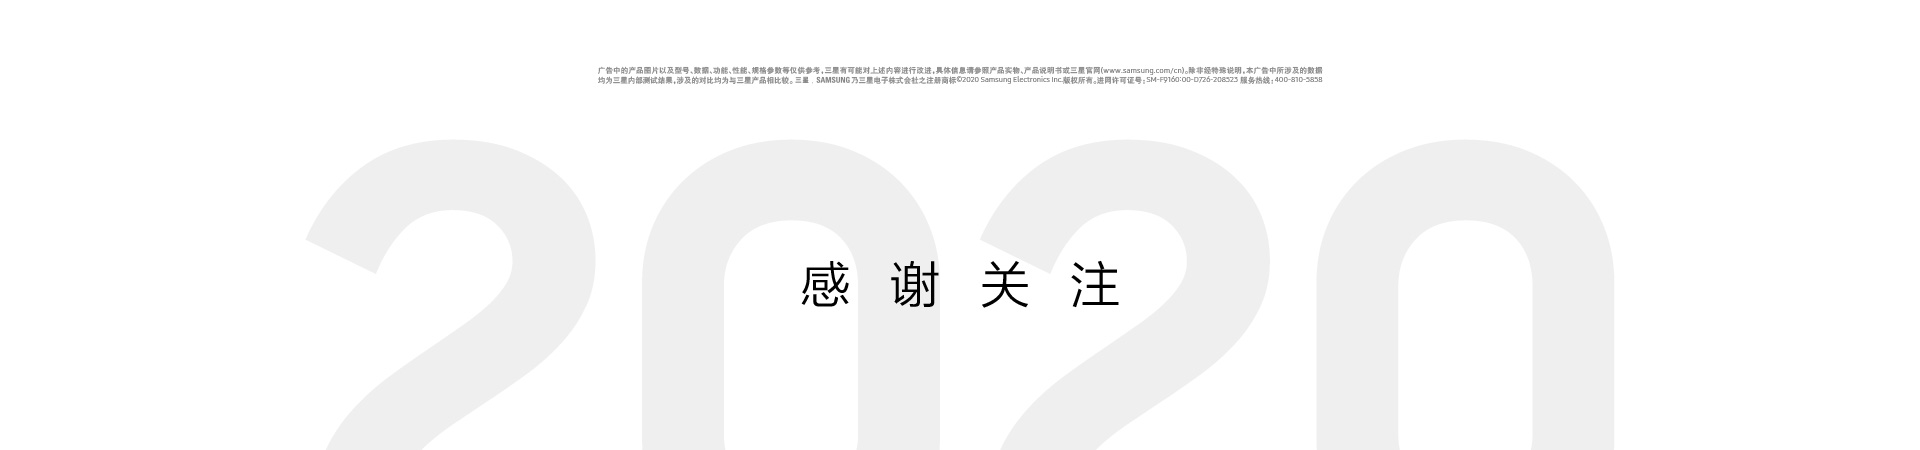 广告中的产品图片以及型号、数据、功能、性能、规格参数等仅供参考，三星有可能对上述内容进行改进，具体信息请参照产品实物、产品说明书或三星官网(www.samsung.com/cn)。除非经特殊说明，本广告中所涉及的数据
均为三星内部测试结果，涉及的对比均为与三星产品相比较。三星 . SAMSUNG 乃三星电子株式会社之注册商标©2020 Samsung Electronics Inc.版权所有。进网许可证号：SM-F9160:00-D726-208523 服务热线：400-810-5858
2020
感谢关注